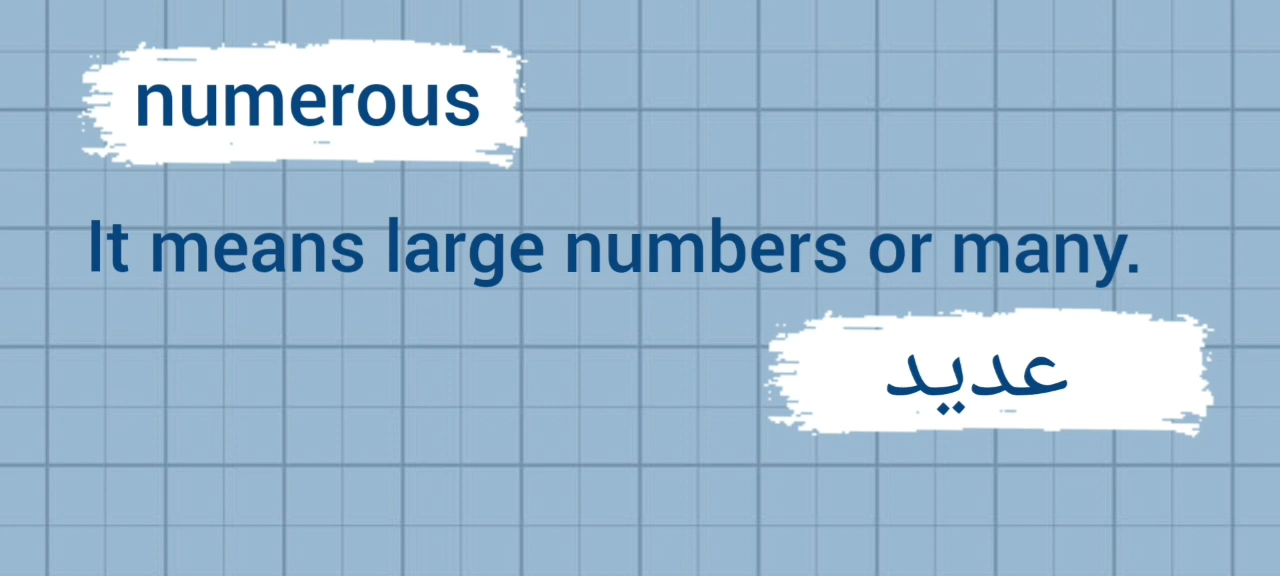 numerous
It means large numbers or many.
عديد